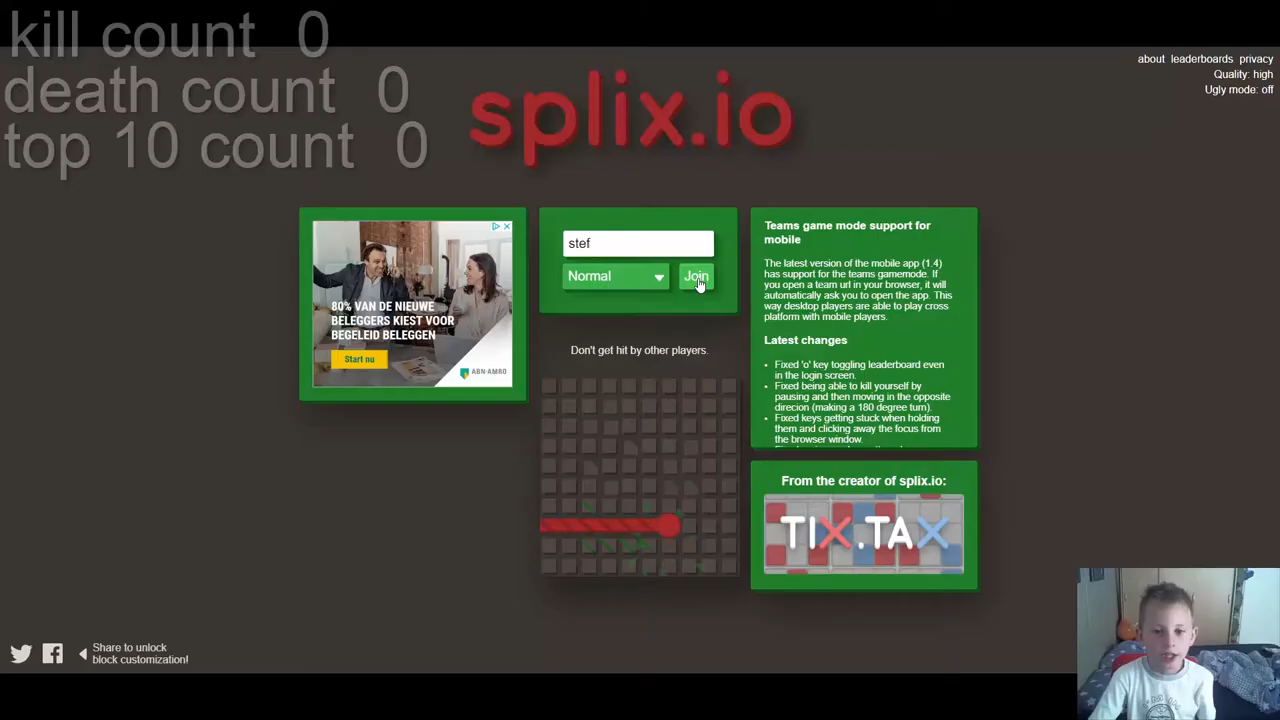 kill count 0
death count 0
top 10 count 0
splix.io
about leaderboards privacy
Quality: high
Ugly mode: off
80% VAN DE NIEUWE
BELEGGERS KIEST VOOR
BEGELEID BELEGGEN
Start nu
ABN·AMRO
stef
Normal
Join
Don't get hit by other players.
Teams game mode support for
mobile
The latest version of the mobile app (1.4)
has support for the teams gamemode. If
you open a team url in your browser, it will
automatically ask you to open the app. This
way desktop players are able to play cross
platform with mobile players.
Latest changes
• Fixed 'o' key toggling leaderboard even
in the login screen.
• Fixed being able to kill yourself by
pausing and then moving in the opposite
direcion (making a 180 degree turn).
• Fixed keys getting stuck when holding
them and clicking away the focus from
the browser window.
From the creator of splix.io:
TIX.TAX
Share to unlock
block customization!